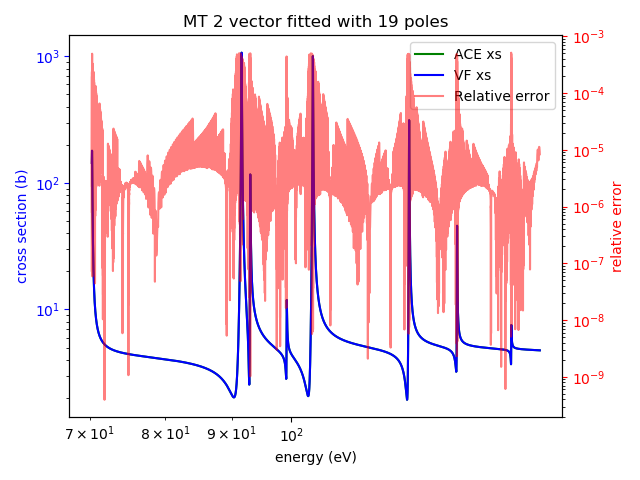 MT 2 vector fitted with 19 poles
ACE xs
VF xs
Relative error
cross section (b)
10³
10²
10¹
10⁻³
10⁻⁴
10⁻⁵
10⁻⁶
10⁻⁷
10⁻⁸
10⁻⁹
relative error
7 × 10¹ 8 × 10¹ 9 × 10¹ 10²
energy (eV)